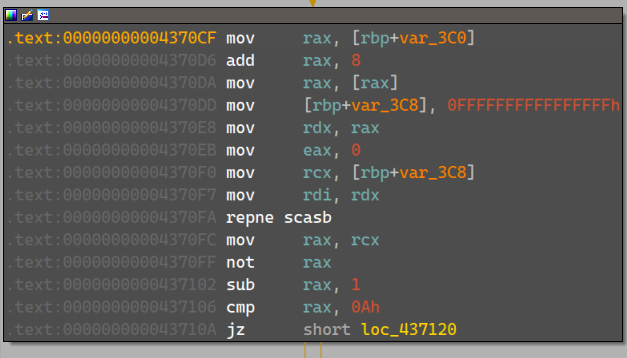 .text:00000000004370CF mov rax, [rbp+var_3C0]
.text:00000000004370D6 add rax, 8
.text:00000000004370DA mov rax, [rax]
.text:00000000004370DD mov [rbp+var_3C8], 0FFFFFFFFFFFFFFFFh
.text:00000000004370E8 mov rdx, rax
.text:00000000004370EB mov eax, 0
.text:00000000004370F0 mov rcx, [rbp+var_3C8]
.text:00000000004370F7 mov rdi, rdx
.text:00000000004370FA repne scasb
.text:00000000004370FC mov rax, rcx
.text:00000000004370FF not rax
.text:0000000000437102 sub rax, 1
.text:0000000000437106 cmp rax, 0Ah
.text:000000000043710A jz short loc_437120